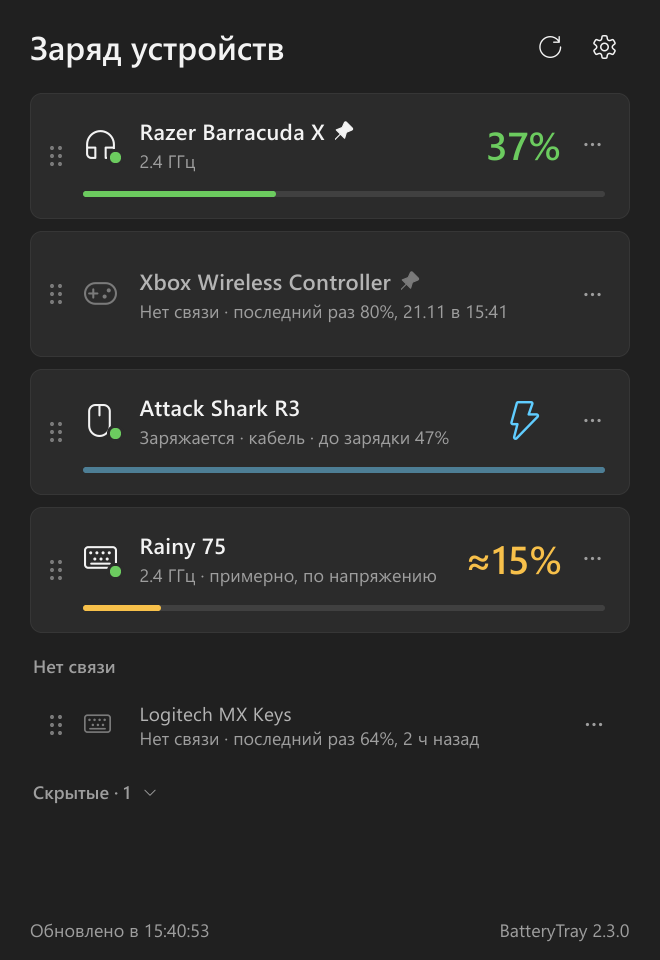 Заряд устройств
Razer Barracuda X
2.4 ГГц
37%
Xbox Wireless Controller
Нет связи · последний раз 80%, 21.11 в 15:41
Attack Shark R3
Заряжается · кабель · до зарядки 47%
Rainy 75
2.4 ГГц · примерно, по напряжению
≈15%
Нет связи
Logitech MX Keys
Нет связи · последний раз 64%, 2 ч назад
Скрытые · 1
Обновлено в 15:40:53
BatteryTray 2.3.0